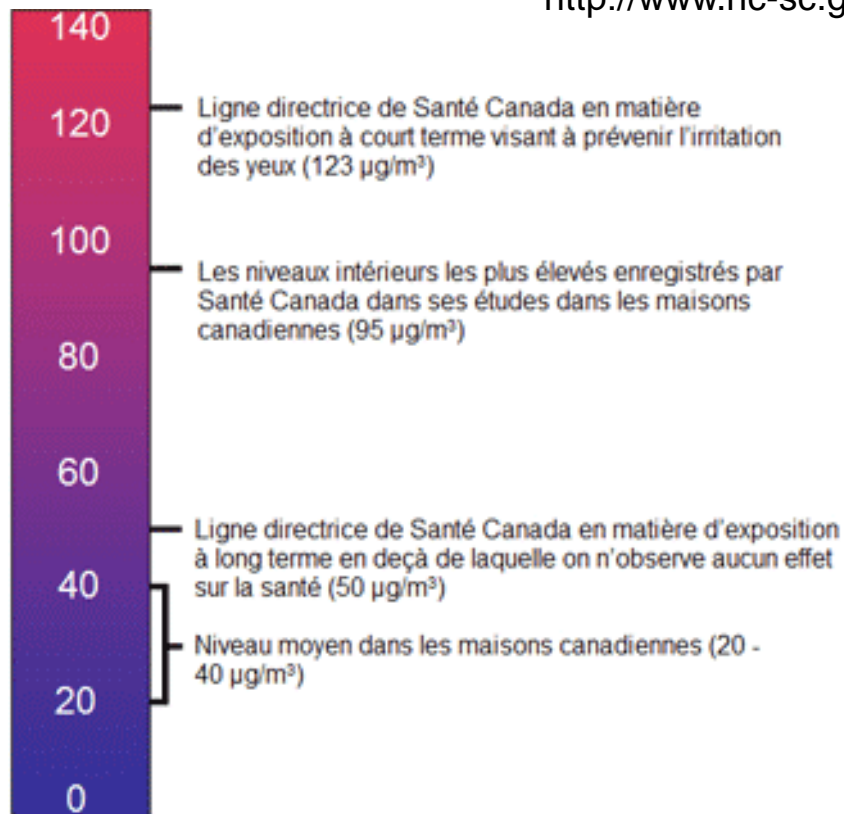 http://www.hc-sc.g
140
Ligne directrice de Santé Canada en matière
120
d'exposition à court terme visant à prévenir l'irritation
des yeux (123 µg/m³)
100
Les niveaux intérieurs les plus élevés enregistrés par
Santé Canada dans ses études dans les maisons
canadiennes (95 µg/m³)
80
60
Ligne directrice de Santé Canada en matière d'exposition
à long terme en deçà de laquelle on n'observe aucun effet
40
sur la santé (50 µg/m³)
Niveau moyen dans les maisons canadiennes (20 -
40 µg/m³)
20
0